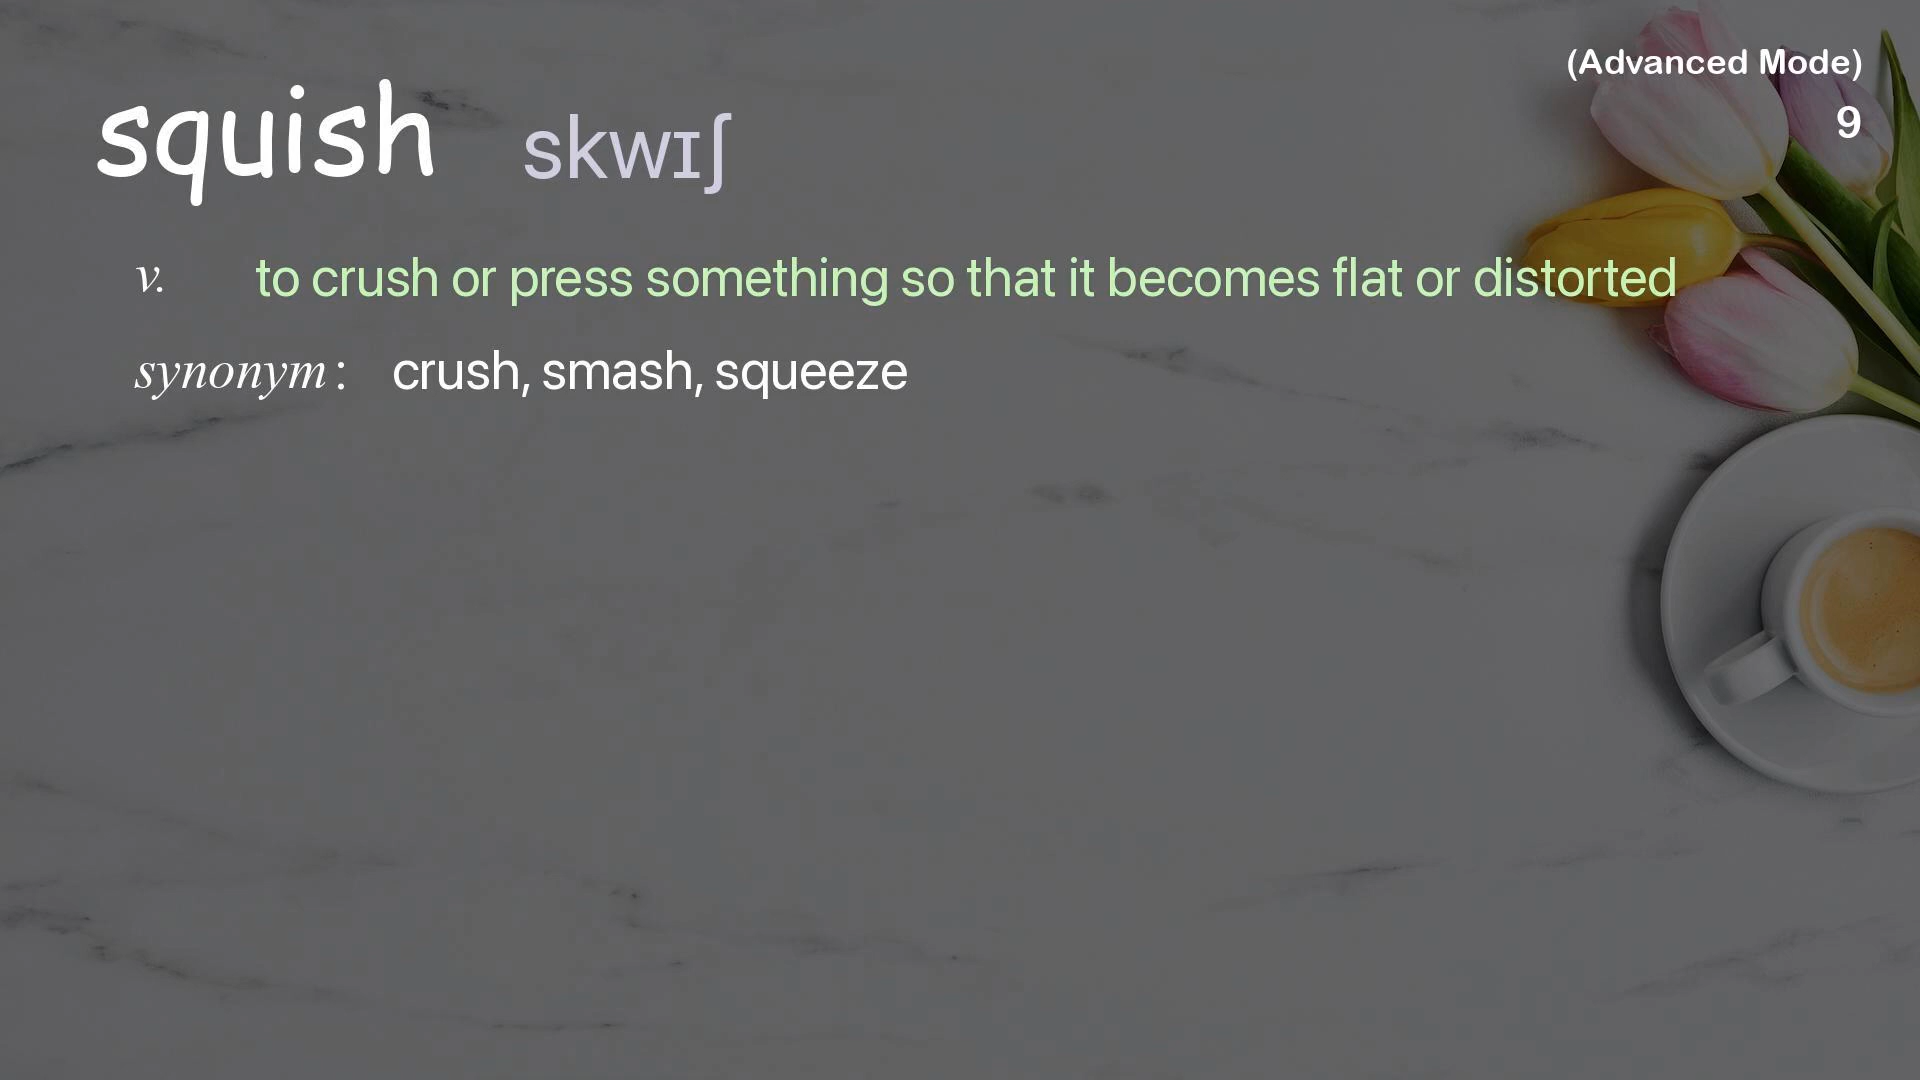 (Advanced Mode)
9
squish skwɪʃ
v. to crush or press something so that it becomes flat or distorted
synonym : crush, smash, squeeze